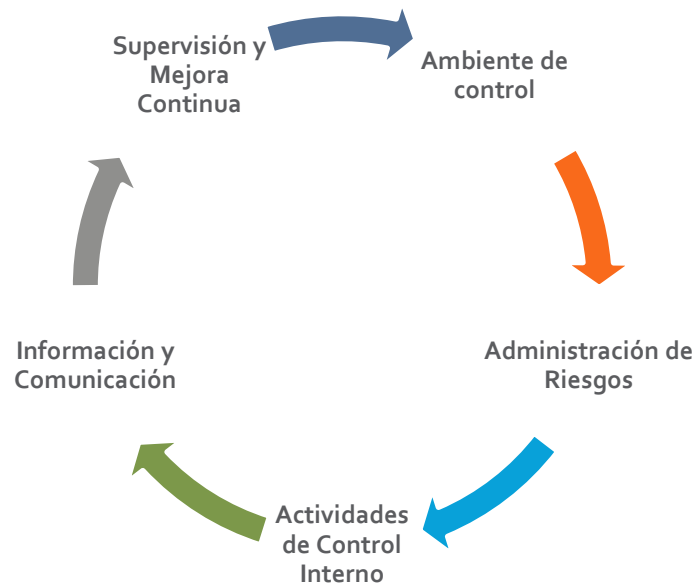 Supervisión y
Mejora
Continua
Ambiente de
control
Administración de
Riesgos
Actividades
de Control
Interno
Información y
Comunicación